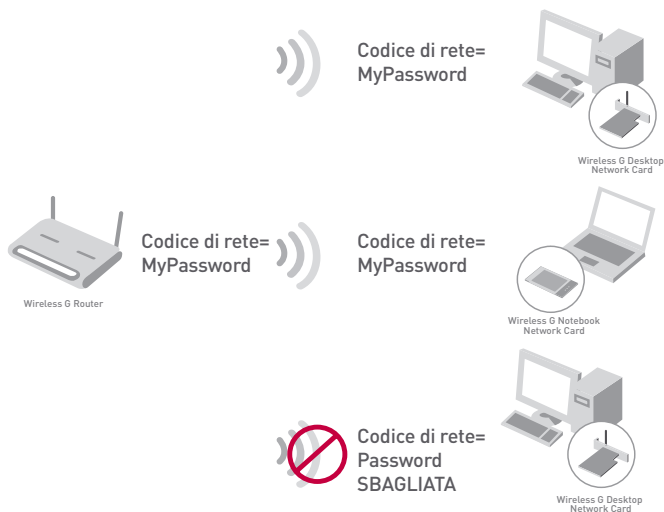 Codice di rete=
MyPassword
Wireless G Desktop
Network Card
Wireless G Router
Codice di rete=
MyPassword
Codice di rete=
MyPassword
Wireless G Notebook
Network Card
Codice di rete=
Password
SBAGLIATA
Wireless G Desktop
Network Card